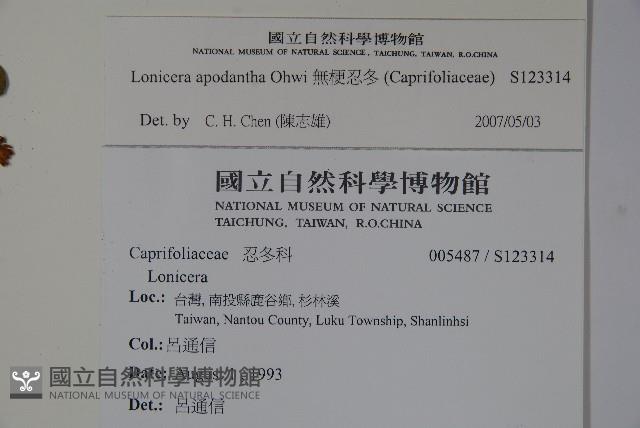 國立自然科學博物館
NATIONAL MUSEUM OF NATURAL SCIENCE, TAICHUNG, TAIWAN, R.O.CHINA
Lonicera apodantha Ohwi 無梗忍冬 (Caprifoliaceae) S123314
Det. by C. H. Chen (陳志雄) 2007/05/03
國立自然科學博物館
NATIONAL MUSEUM OF NATURAL SCIENCE
TAICHUNG, TAIWAN, R.O.CHINA
Caprifoliaceae 忍冬科 005487 / S123314
Lonicera
Loc.: 台灣, 南投縣鹿谷鄉, 杉林溪
Taiwan, Nantou County, Luku Township, Shanlinhsi
Col.: 呂通信
Date: August 993
國立自然科學博物館
NATIONAL MUSEUM OF NATURAL SCIENCE
Det.: 呂通信